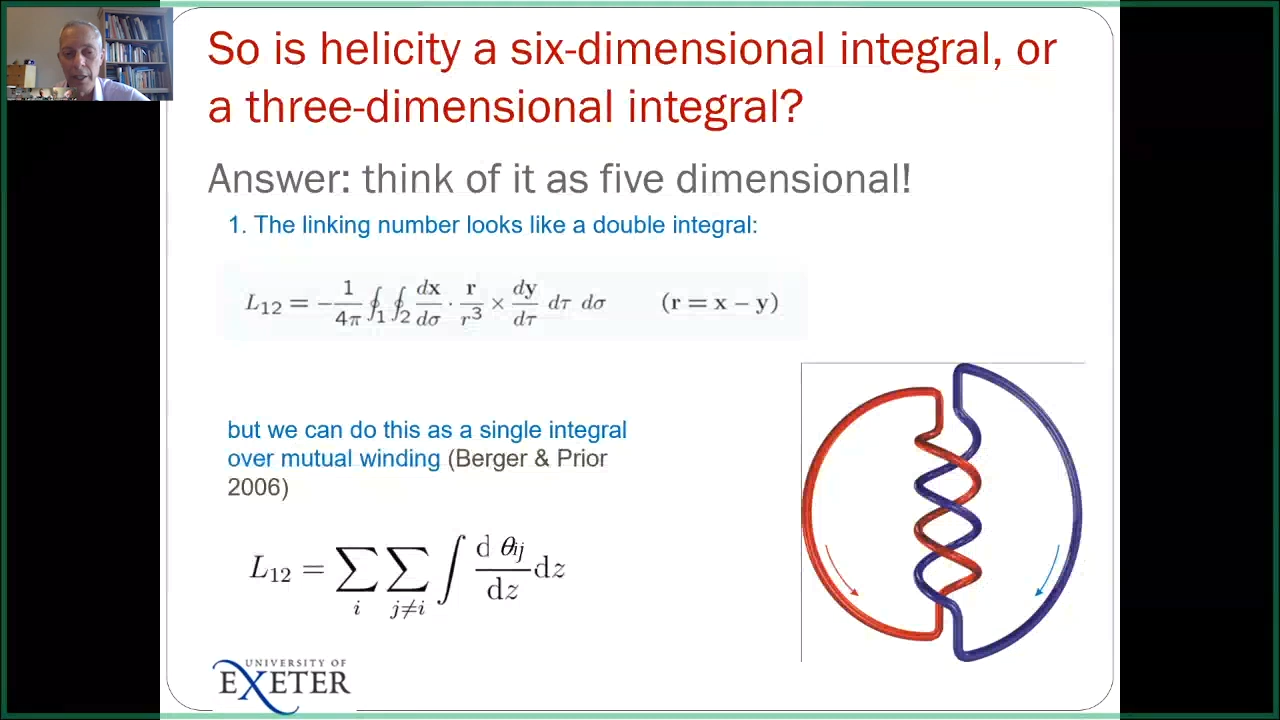 So is helicity a six-dimensional integral, or
a three-dimensional integral?
Answer: think of it as five dimensional!
1. The linking number looks like a double integral:
L₁₂ = −1/4π ∮₁ ∮₂ dx/dσ · r/r³ × dy/dτ dτ dσ (r = x − y)
but we can do this as a single integral
over mutual winding (Berger & Prior
2006)
L₁₂ = ∑ᵢ ∑_{j≠i} ∫ d θij/dz dz
UNIVERSITY OF
EXETER